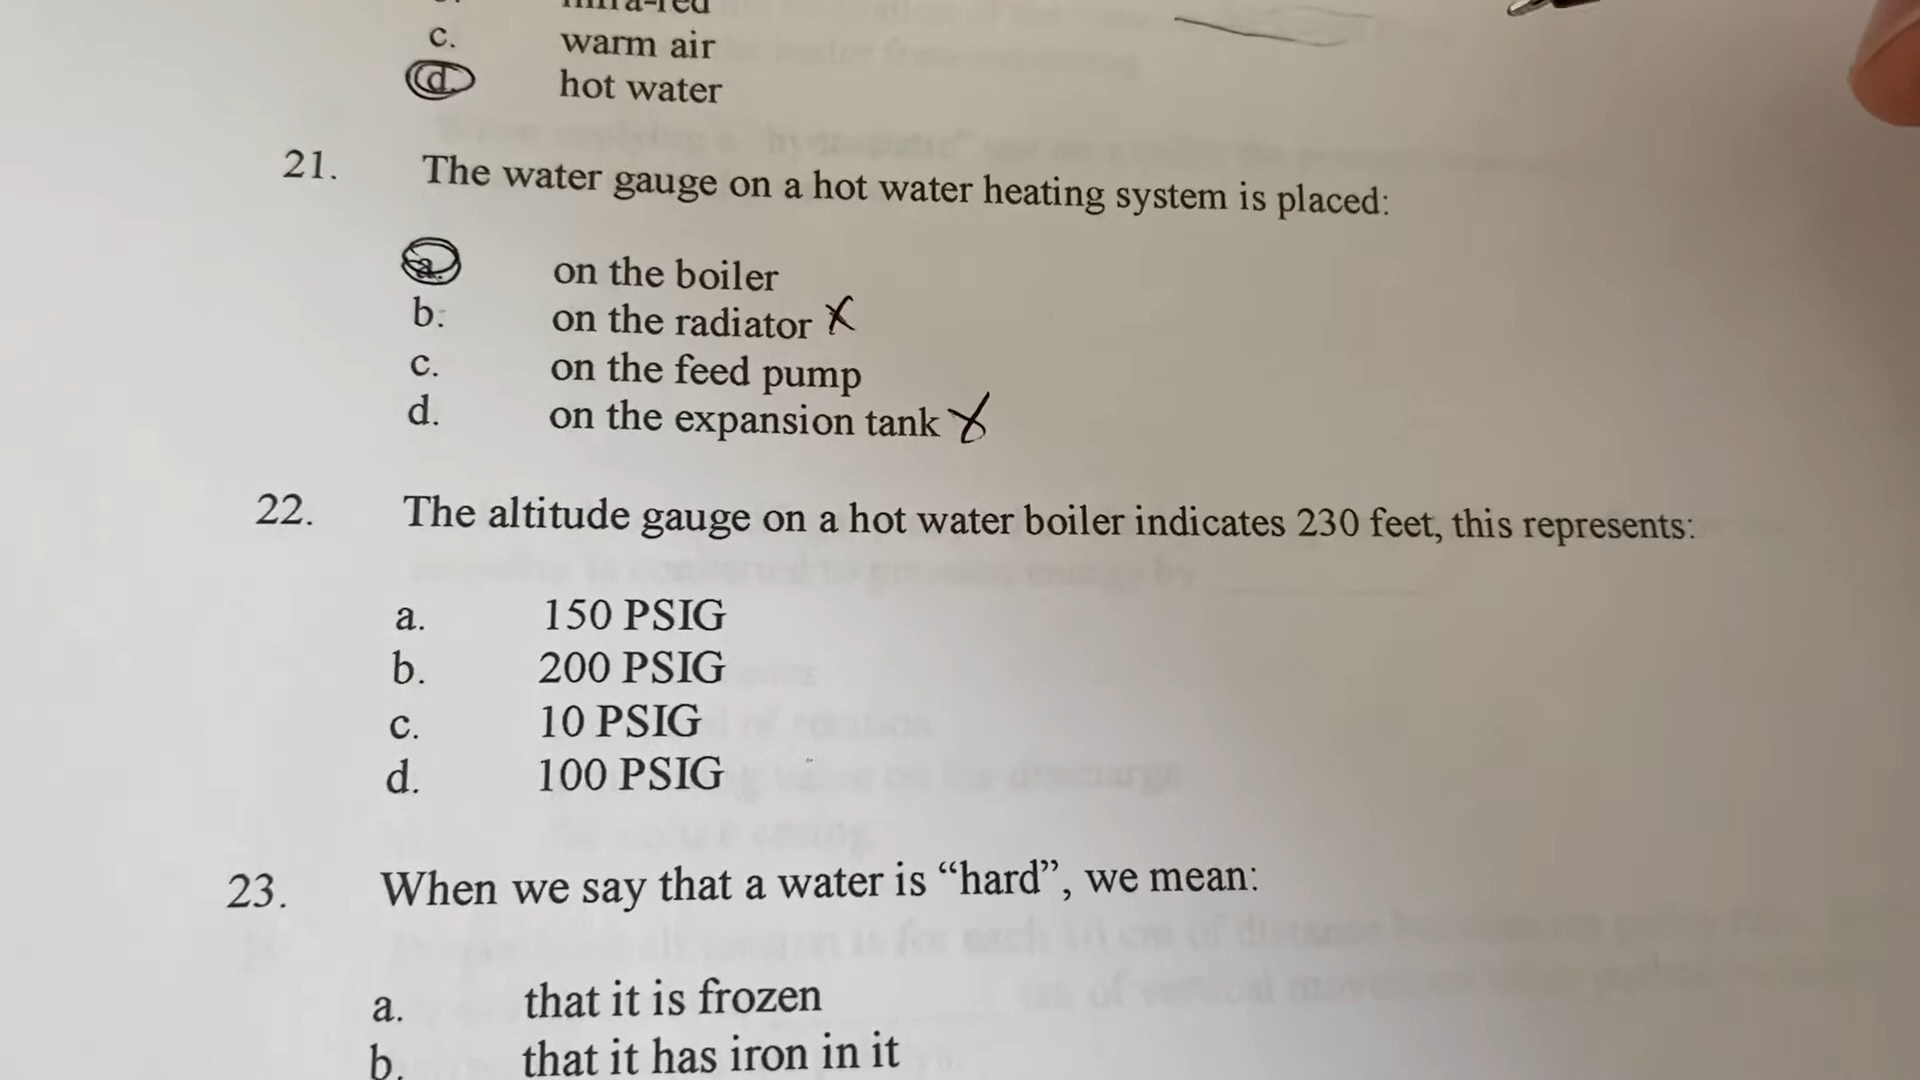 c. warm air
d. hot water
21. The water gauge on a hot water heating system is placed:
a. on the boiler
b. on the radiator X
c. on the feed pump
d. on the expansion tank X
22. The altitude gauge on a hot water boiler indicates 230 feet, this represents:
a. 150 PSIG
b. 200 PSIG
c. 10 PSIG
d. 100 PSIG
23. When we say that a water is “hard”, we mean:
a. that it is frozen
b. that it has iron in it